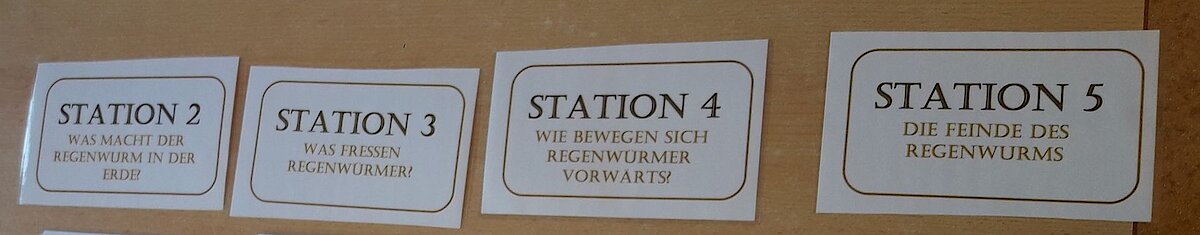 STATION 2
WAS MACHT DER
REGENWURM IN DER
ERDE?
STATION 3
WAS FRESSEN
REGENWÜRMER?
STATION 4
WIE BEWEGEN SICH
REGENWÜRMER
VORWÄRTS?
STATION 5
DIE FEINDE DES
REGENWURMS